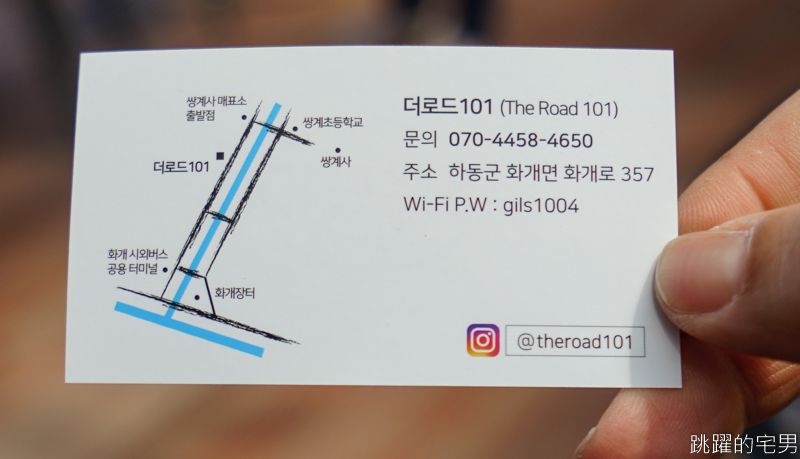 쌍계사 매표소
출발점
쌍계초등학교
쌍계사
더로드101
화개 시외버스
공용 터미널
화개장터
더로드101 (The Road 101)
문의 070-4458-4650
주소 하동군 화개면 화개로 357
Wi-Fi P.W : gils1004
@theroad101
跳躍的宅男